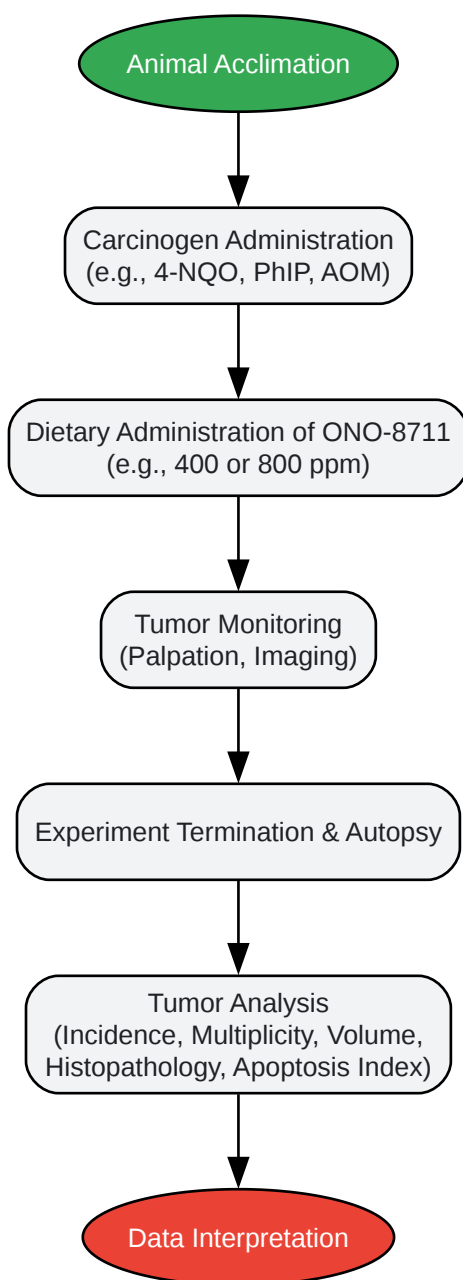 Animal Acclimation
Carcinogen Administration
(e.g., 4-NQO, PhIP, AOM)
Dietary Administration of ONO-8711
(e.g., 400 or 800 ppm)
Tumor Monitoring
(Palpation, Imaging)
Experiment Termination & Autopsy
Tumor Analysis
(Incidence, Multiplicity, Volume,
Histopathology, Apoptosis Index)
Data Interpretation